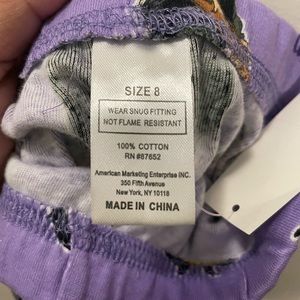 SIZE 8
WEAR SNUG FITTING
NOT FLAME RESISTANT
100% COTTON
RN #87652
American Marketing Enterprise INC.
350 Fifth Avenue
New York, NY 10118
MADE IN CHINA